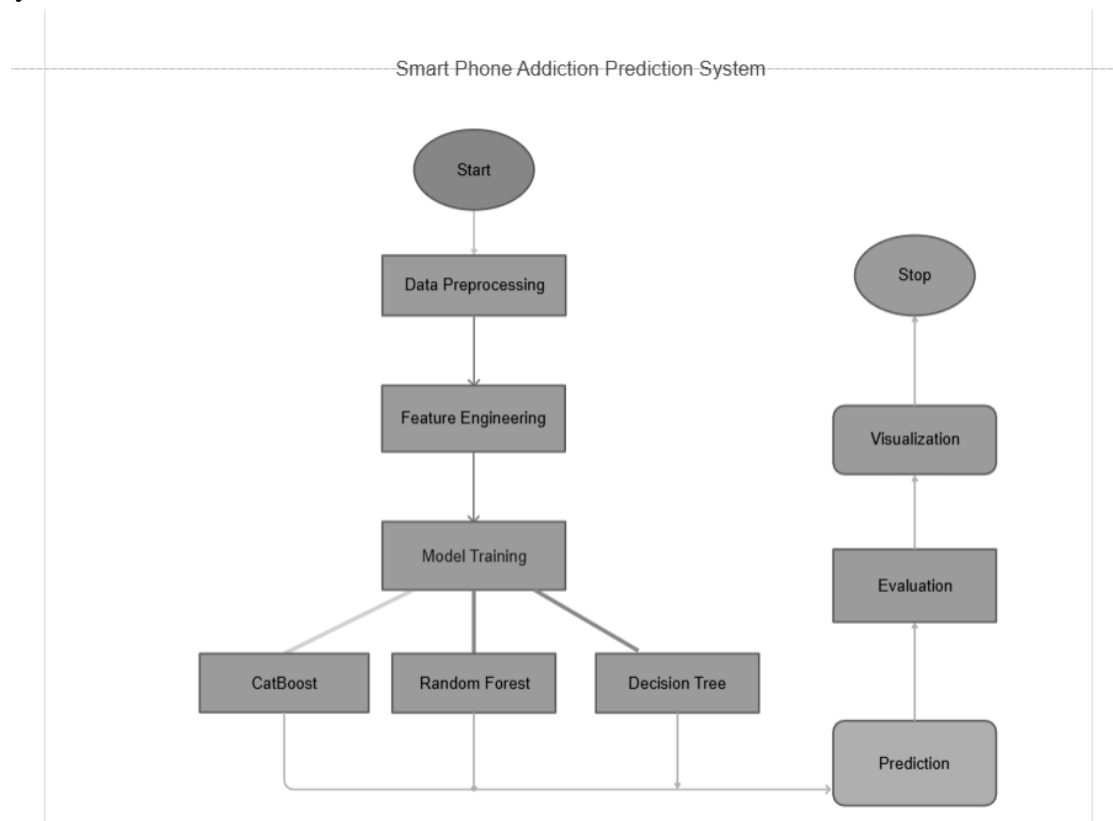 Smart Phone Addiction Prediction System
Start
Data Preprocessing
Feature Engineering
Model Training
CatBoost
Random Forest
Decision Tree
Prediction
Evaluation
Visualization
Stop